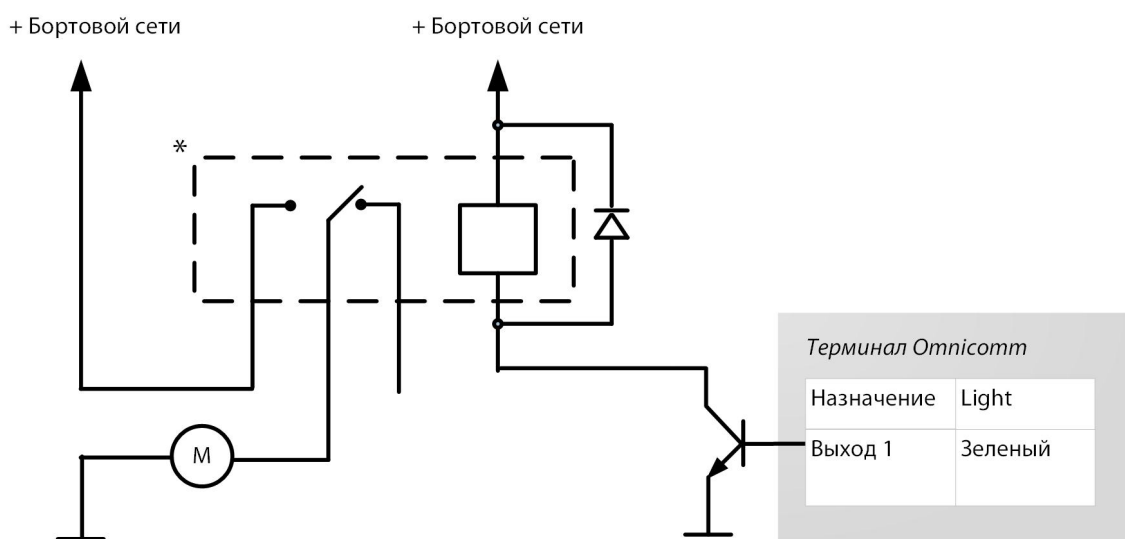 + Бортовой сети
+ Бортовой сети
*
М
Терминал Omnicomm
Назначение Light
Выход 1 Зеленый